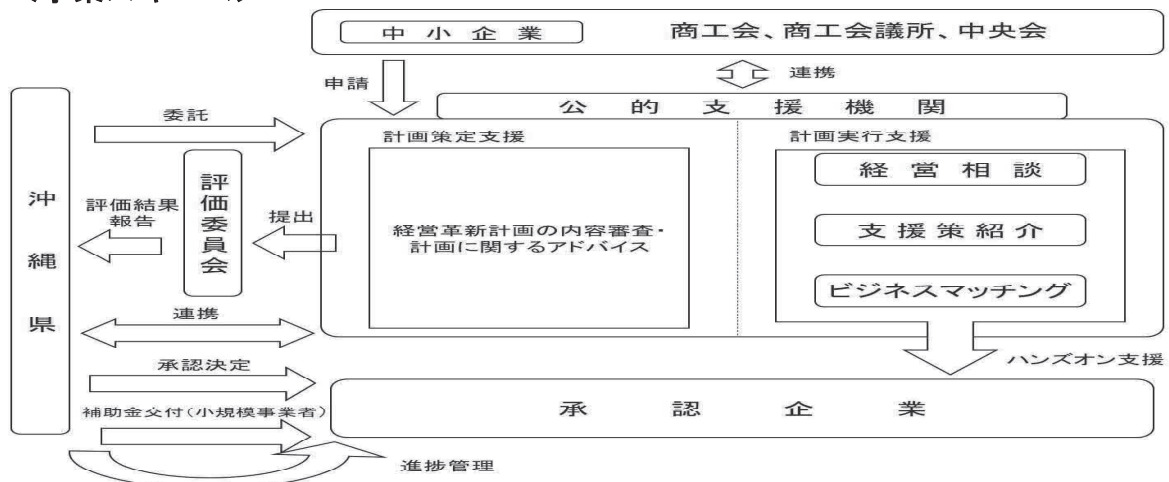 中小企業
商工会、商工会議所、中央会
申請
連携
公的支援機関
委託
計画策定支援
計画実行支援
沖縄県
評価委員会
評価結果
報告
提出
経営革新計画の内容審査・
計画に関するアドバイス
経営相談
支援策紹介
ビジネスマッチング
連携
ハンズオン支援
承認決定
承認企業
補助金交付(小規模事業者)
進捗管理